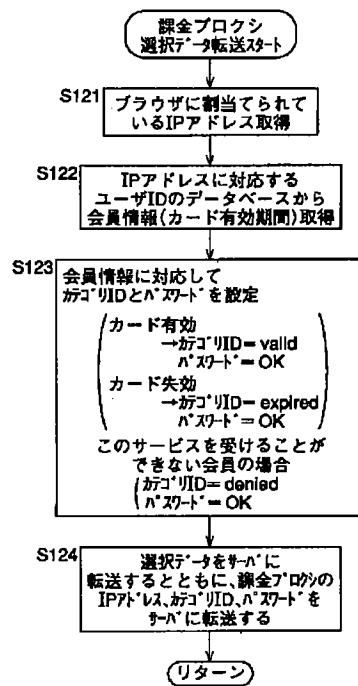 課金プロクシ
選択データ転送スタート
S121
ブラウザに割当てられて
いるIPアドレス取得
S122
IPアドレスに対応する
ユーザIDのデータベースから
会員情報(カード有効期間)取得
S123
会員情報に対応して
ｶﾃｺﾞﾘIDとﾊﾟｽﾜｰﾄﾞを設定
カード有効
→ｶﾃｺﾞﾘID=valid
ﾊﾟｽﾜｰﾄﾞ=OK
カード失効
→ｶﾃｺﾞﾘID=expired
ﾊﾟｽﾜｰﾄﾞ=OK
このサービスを受けることが
できない会員の場合
ｶﾃｺﾞﾘID=denied
ﾊﾟｽﾜｰﾄﾞ=OK
S124
選択データをｻｰﾊﾞに
転送するとともに、課金プロクシの
IPｱﾄﾞﾚｽ、ｶﾃｺﾞﾘID、ﾊﾟｽﾜｰﾄﾞを
ｻｰﾊﾞに転送する
リターン